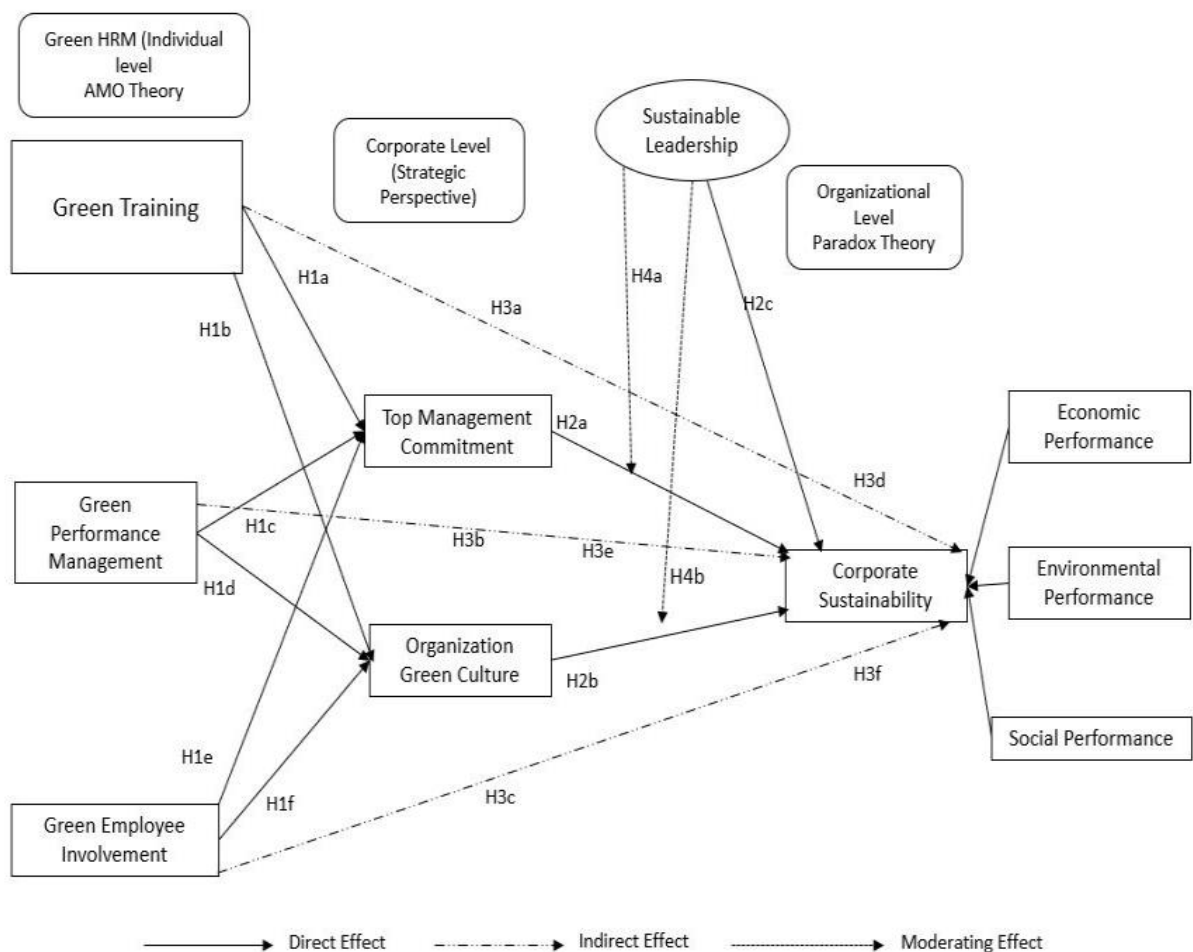 Green HRM (Individual
level
AMO Theory
Green Training
Corporate Level
(Strategic
Perspective)
Sustainable
Leadership
Organizational
Level
Paradox Theory
H1a
H1b
H3a
H4a
H2c
Top Management
Commitment
H2a
Economic
Performance
Green
Performance
Management
H1c
H1d
H3b
H3e
H3d
H4b
Corporate
Sustainability
Environmental
Performance
Organization
Green Culture
H2b
H3f
Social Performance
H1e
H1f
H3c
Green Employee
Involvement
Direct Effect
Indirect Effect
Moderating Effect